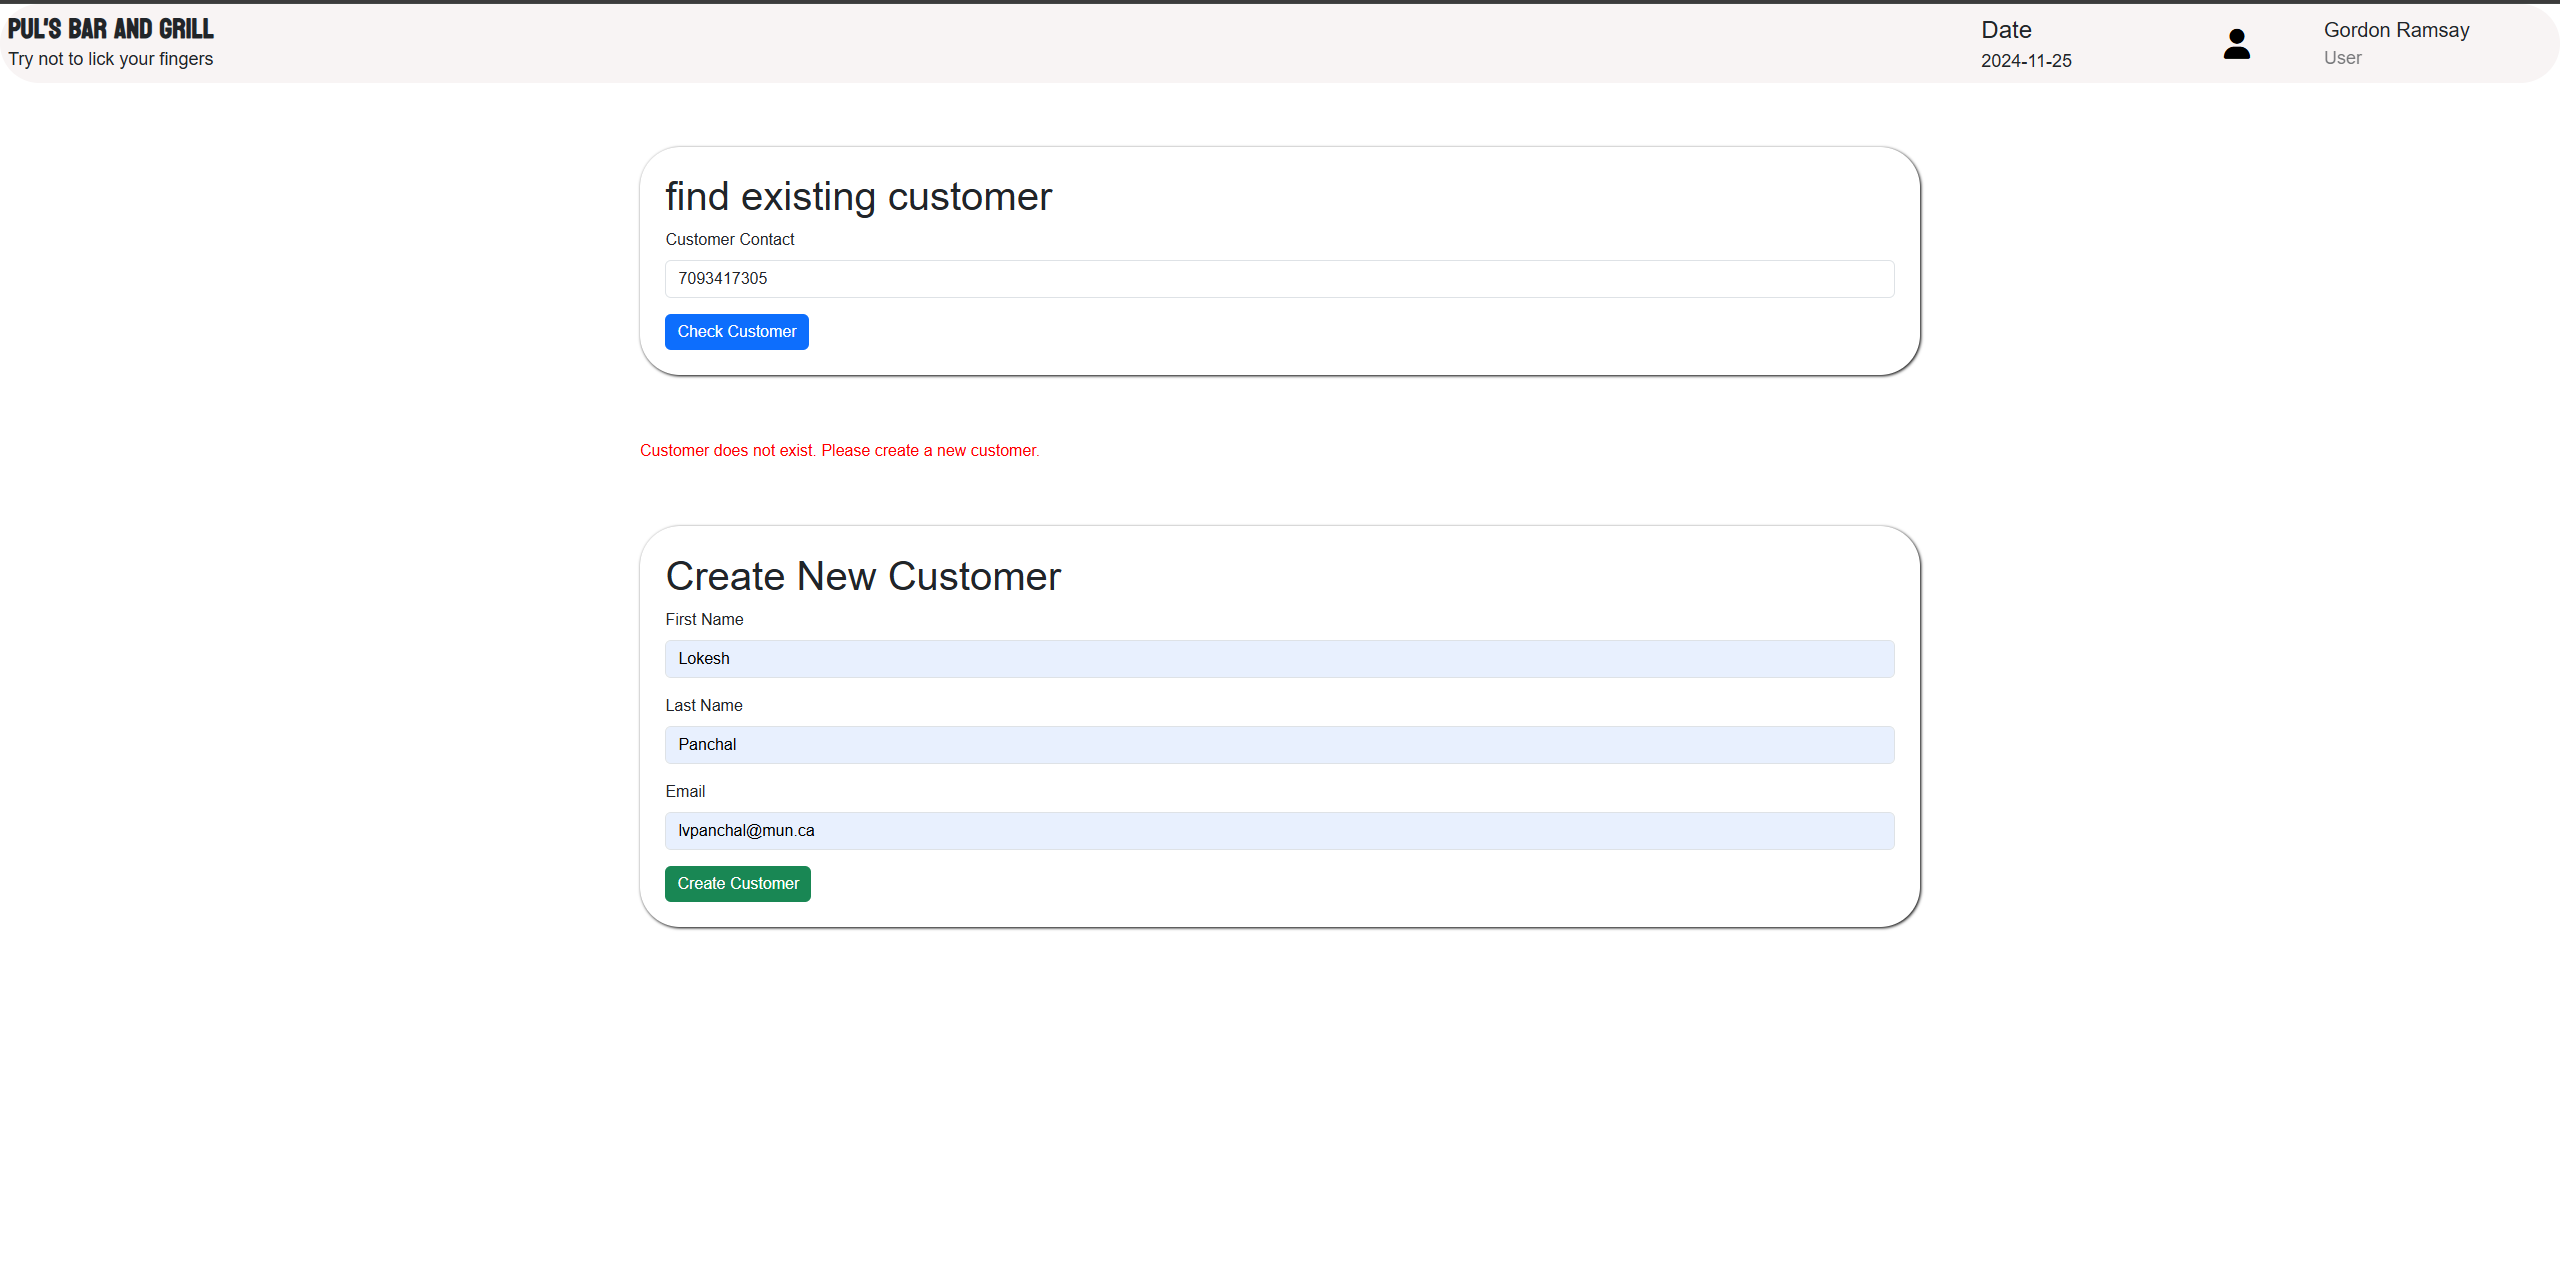 PUL'S BAR AND GRILL
Try not to lick your fingers
Date
2024-11-25
Gordon Ramsay
User
find existing customer
Customer Contact
7093417305
Check Customer
Customer does not exist. Please create a new customer.
Create New Customer
First Name
Lokesh
Last Name
Panchal
Email
lvpanchal@mun.ca
Create Customer